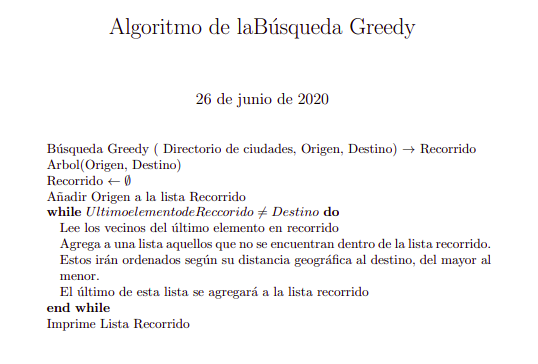 Algoritmo de laBúsqueda Greedy
26 de junio de 2020
Búsqueda Greedy ( Directorio de ciudades, Origen, Destino) → Recorrido
Arbol(Origen, Destino)
Recorrido ← ∅
Añadir Origen a la lista Recorrido
while UltimoelementodeReccorido ≠ Destino do
Lee los vecinos del último elemento en recorrido
Agrega a una lista aquellos que no se encuentran dentro de la lista recorrido.
Estos irán ordenados según su distancia geográfica al destino, del mayor al
menor.
El último de esta lista se agregará a la lista recorrido
end while
Imprime Lista Recorrido